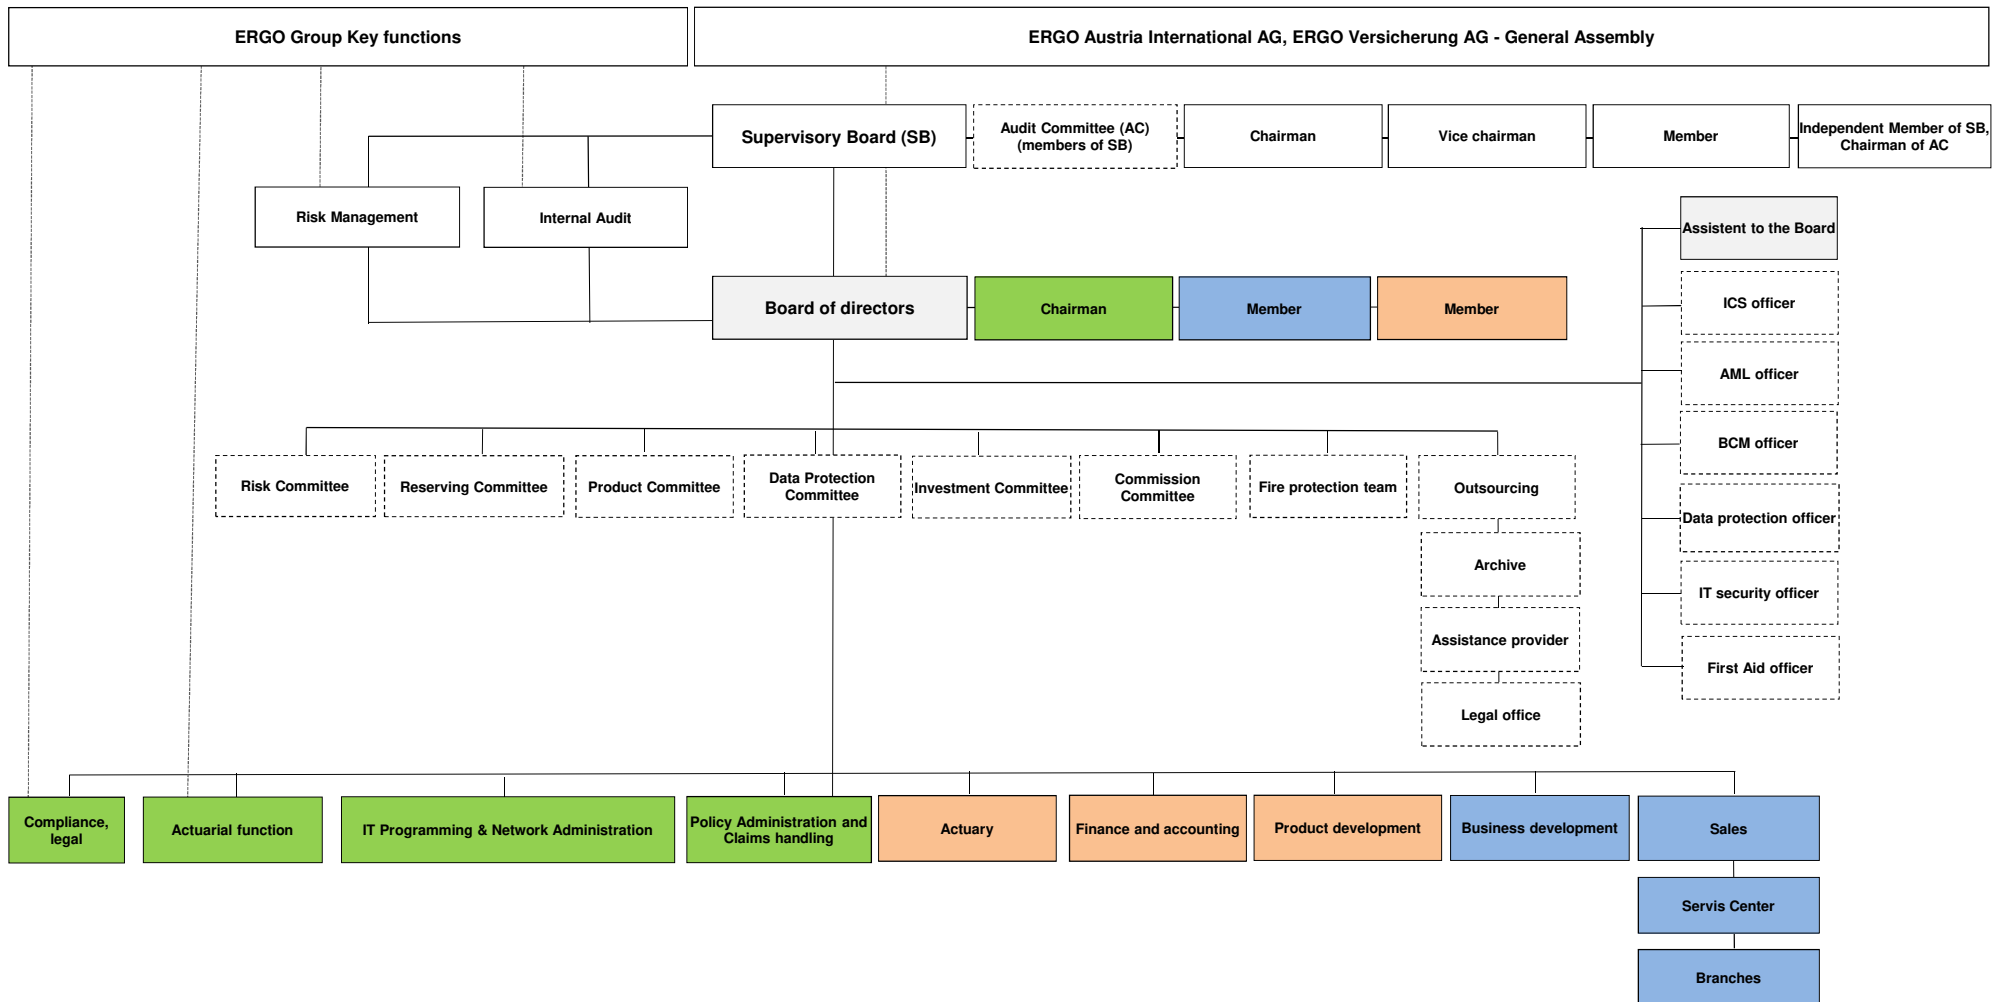 ERGO Group Key functions
ERGO Austria International AG, ERGO Versicherung AG - General Assembly
Supervisory Board (SB)
Audit Committee (AC)
(members of SB)
Chairman
Vice chairman
Member
Independent Member of SB,
Chairman of AC
Risk Management
Internal Audit
Assistent to the Board
Board of directors
Chairman
Member
Member
ICS officer
AML officer
BCM officer
Data protection officer
IT security officer
First Aid officer
Risk Committee
Reserving Committee
Product Committee
Data Protection
Committee
Investment Committee
Commission
Committee
Fire protection team
Outsourcing
Archive
Assistance provider
Legal office
Compliance,
legal
Actuarial function
IT Programming & Network Administration
Policy Administration and
Claims handling
Actuary
Finance and accounting
Product development
Business development
Sales
Servis Center
Branches